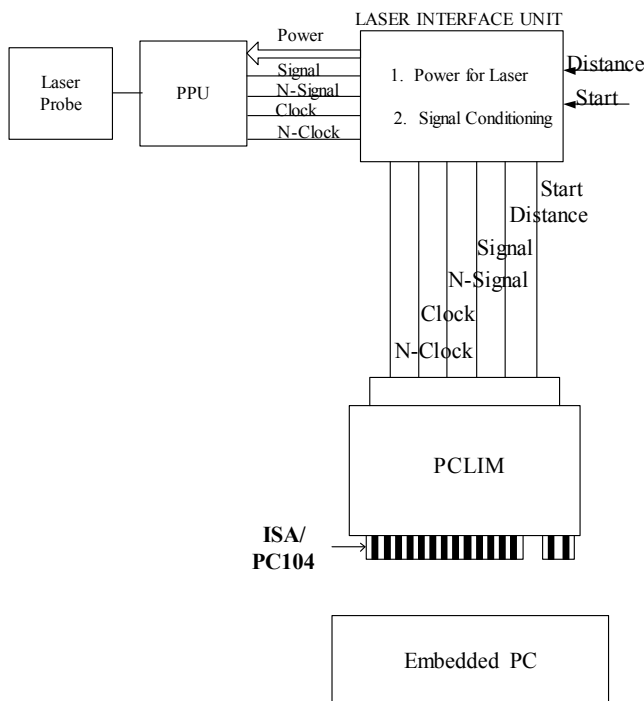 LASER INTERFACE UNIT
Power
Laser
Probe
PPU
Signal
N-Signal
Clock
N-Clock
1. Power for Laser
2. Signal Conditioning
Distance
Start
Start
Distance
Signal
N-Signal
Clock
N-Clock
PCLIM
ISA/
PC104
Embedded PC